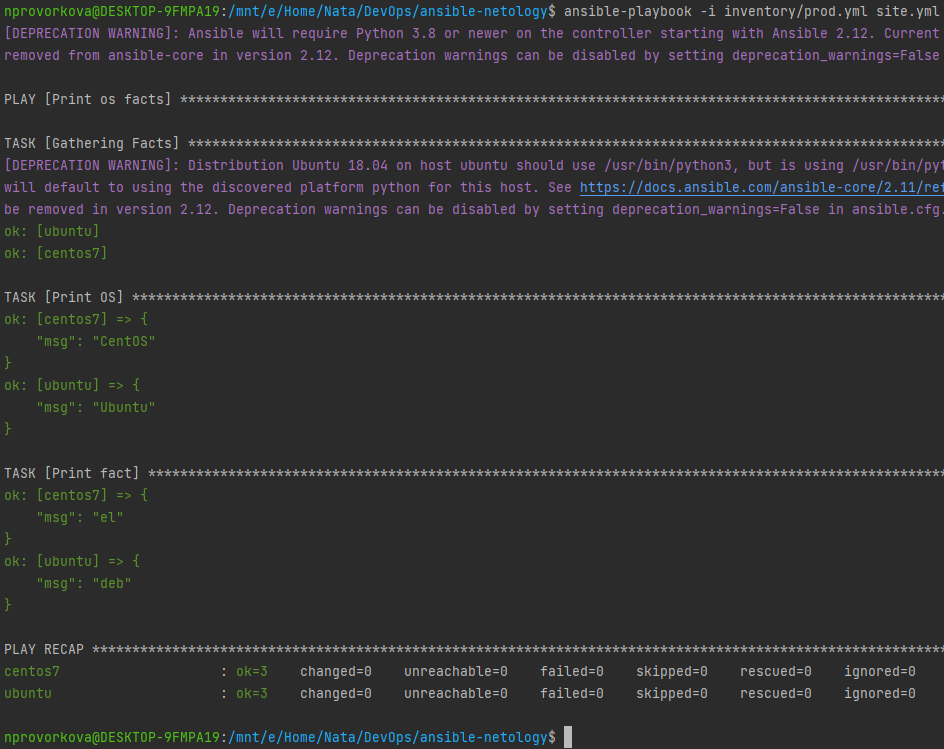 nprovorkova@DESKTOP-9FMPA19:/mnt/e/Home/Nata/DevOps/ansible-netology$ ansible-playbook -i inventory/prod.yml site.yml
[DEPRECATION WARNING]: Ansible will require Python 3.8 or newer on the controller starting with Ansible 2.12. Current
removed from ansible-core in version 2.12. Deprecation warnings can be disabled by setting deprecation_warnings=False
PLAY [Print os facts] ****************************************************************************************************
TASK [Gathering Facts] ***************************************************************************************************
[DEPRECATION WARNING]: Distribution Ubuntu 18.04 on host ubuntu should use /usr/bin/python3, but is using /usr/bin/pyt
will default to using the discovered platform python for this host. See https://docs.ansible.com/ansible-core/2.11/ref
be removed in version 2.12. Deprecation warnings can be disabled by setting deprecation_warnings=False in ansible.cfg.
ok: [ubuntu]
ok: [centos7]
TASK [Print OS] **********************************************************************************************************
ok: [centos7] => {
    "msg": "CentOS"
}
ok: [ubuntu] => {
    "msg": "Ubuntu"
}
TASK [Print fact] ********************************************************************************************************
ok: [centos7] => {
    "msg": "el"
}
ok: [ubuntu] => {
    "msg": "deb"
}
PLAY RECAP ***************************************************************************************************************
centos7                    : ok=3    changed=0    unreachable=0    failed=0    skipped=0    rescued=0    ignored=0
ubuntu                     : ok=3    changed=0    unreachable=0    failed=0    skipped=0    rescued=0    ignored=0
nprovorkova@DESKTOP-9FMPA19:/mnt/e/Home/Nata/DevOps/ansible-netology$